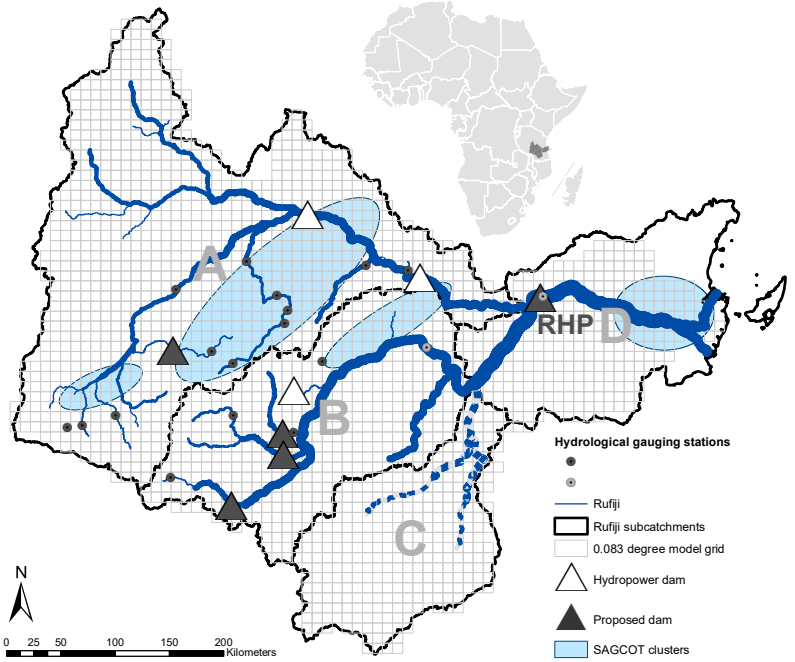 A
B
C
D
RHP
Hydrological gauging stations
Rufiji
Rufiji subcatchments
0.083 degree model grid
Hydropower dam
Proposed dam
SAGCOT clusters
N
0 25 50 100 150 200
Kilometers